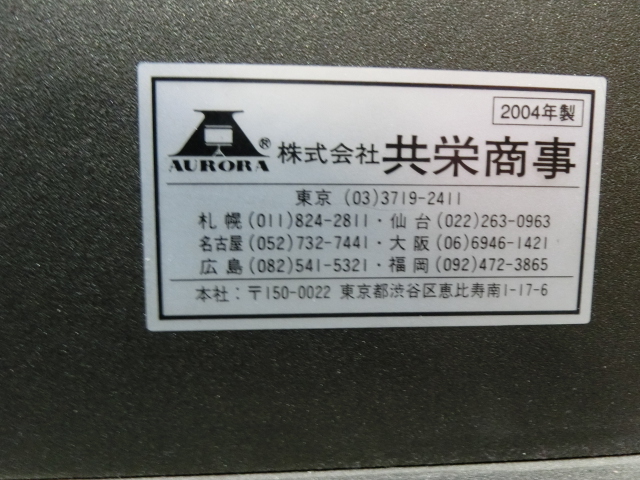 2004年製
AURORA® 株式会社 共栄商事
東京 (03)3719-2411
札幌(011)824-2811・仙台(022)263-0963
名古屋(052)732-7441・大阪(06)6946-1421
広島(082)541-5321・福岡(092)472-3865
本社：〒150-0022 東京都渋谷区恵比寿南1-17-6